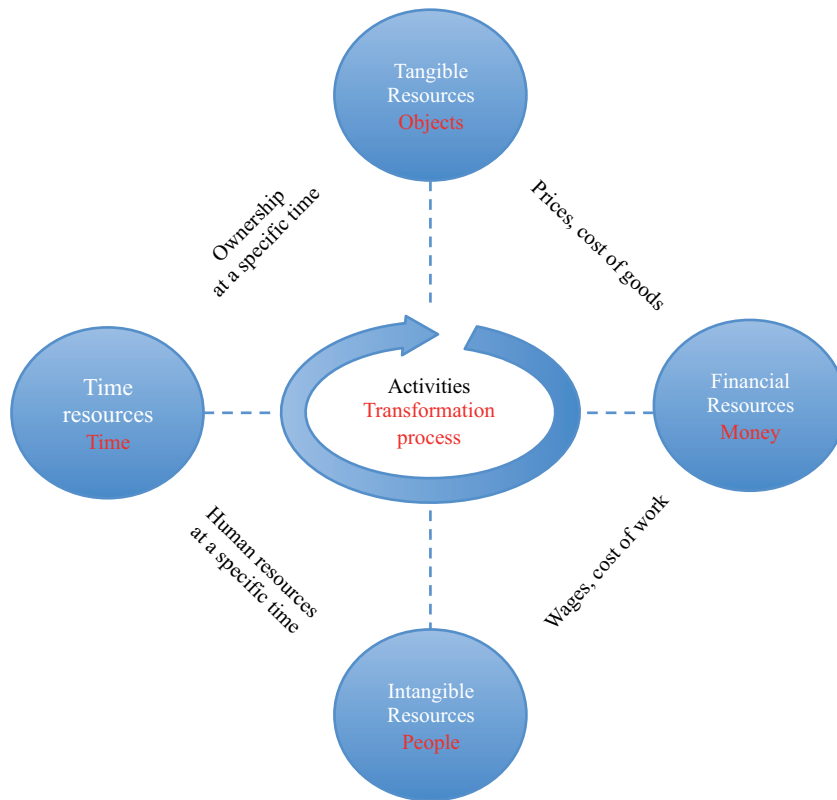 Tangible
Resources
Objects
Ownership
at a specific time
Prices, cost of goods
Time
resources
Time
Activities
Transformation
process
Financial
Resources
Money
Human resources
at a specific time
Wages, cost of work
Intangible
Resources
People